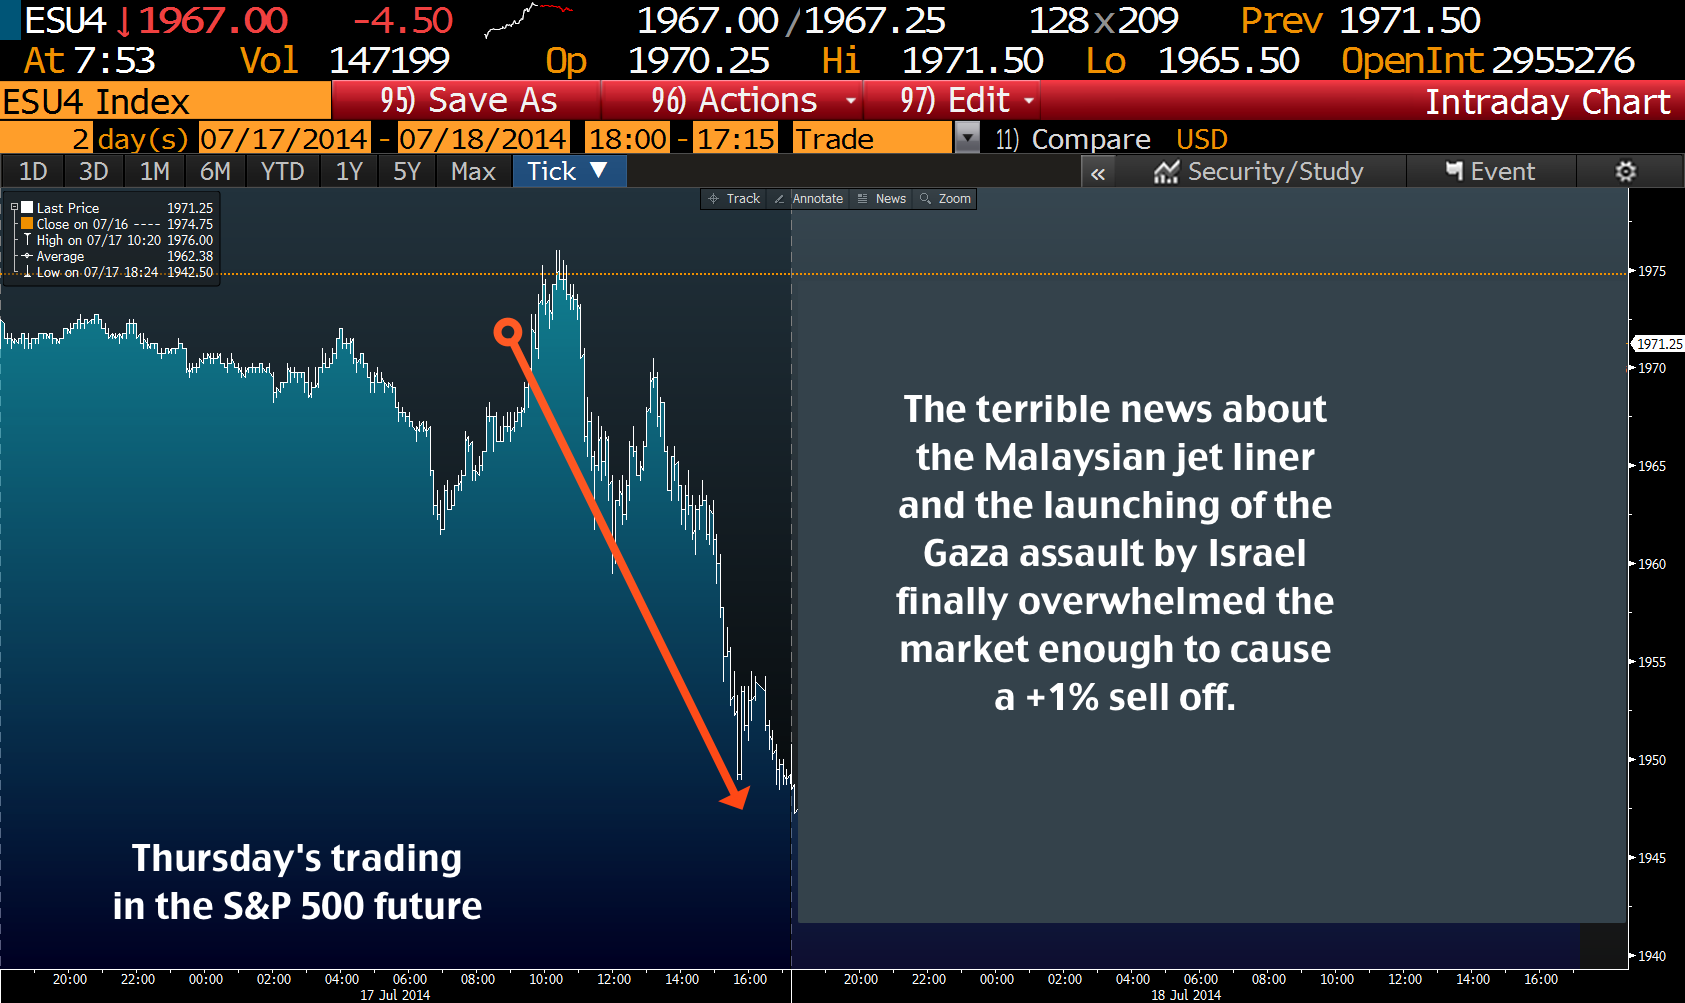 ESU4 ↓1967.00 -4.50 1967.00/1967.25 128x209 Prev 1971.50
At 7:53 Vol 147199 Op 1970.25 Hi 1971.50 Lo 1965.50 OpenInt 2955276
ESU4 Index 95) Save As 96) Actions 97) Edit Intraday Chart
2 day(s) 07/17/2014 - 07/18/2014 18:00 - 17:15 Trade 11) Compare USD
1D 3D 1M 6M YTD 1Y 5Y Max Tick ▼ « Security/Study Event
Track Annotate News Zoom
Last Price 1971.25
Close on 07/16 ---- 1974.75
High on 07/17 10:20 1976.00
Average 1962.38
Low on 07/17 18:24 1942.50
1975
1971.25
1970
1965
1960
1955
1950
1945
1940
The terrible news about
the Malaysian jet liner
and the launching of the
Gaza assault by Israel
finally overwhelmed the
market enough to cause
a +1% sell off.
Thursday's trading
in the S&P 500 future
20:00 22:00 00:00 02:00 04:00 06:00 08:00 10:00 12:00 14:00 16:00 20:00 22:00 00:00 02:00 04:00 06:00 08:00 10:00 12:00 14:00 16:00
17 Jul 2014 18 Jul 2014